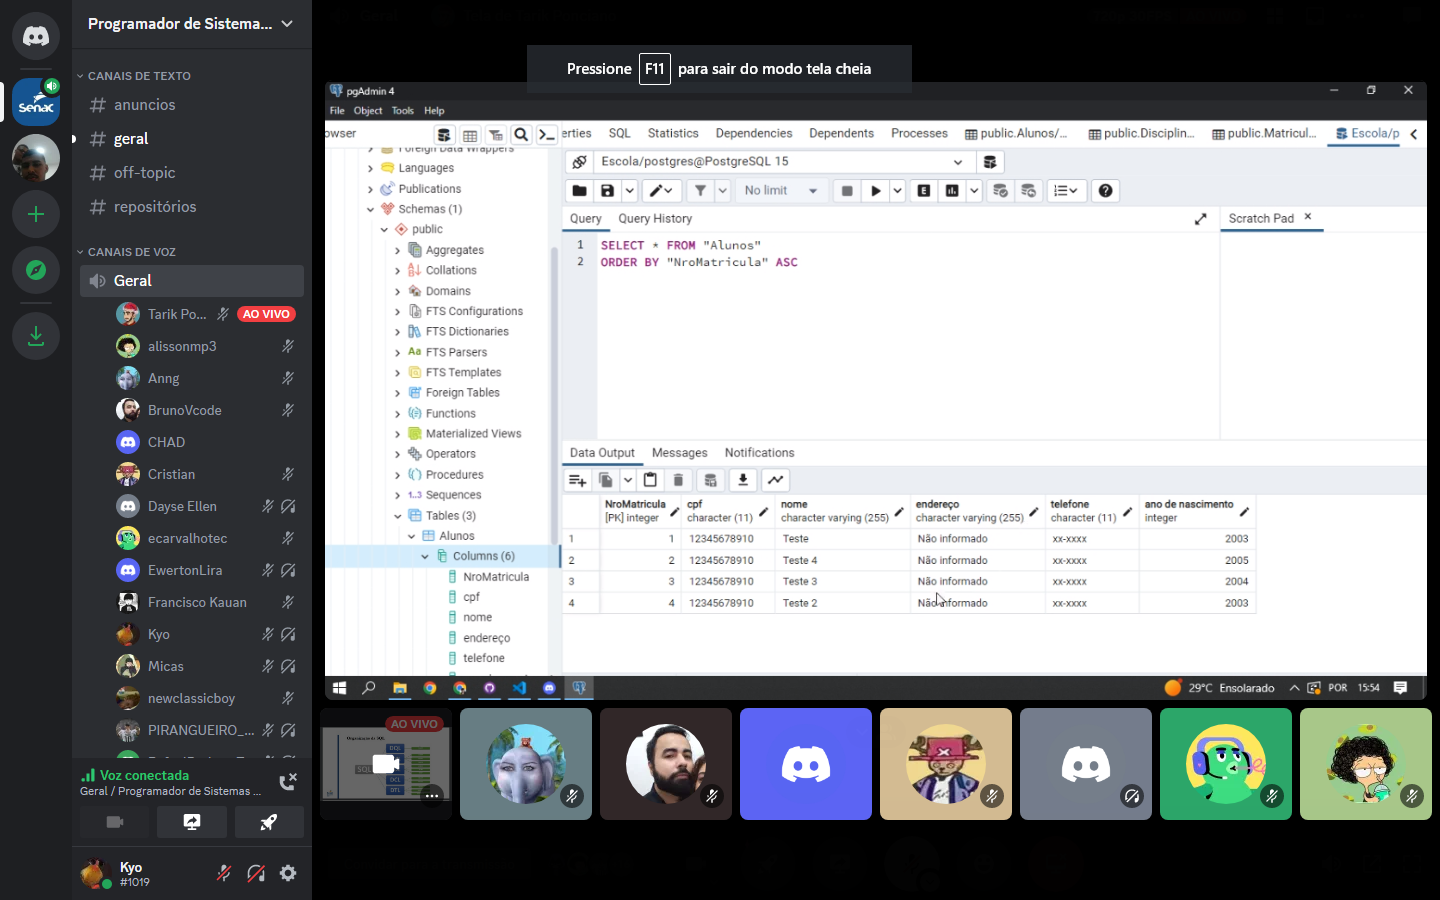 Programador de Sistema...
CANAIS DE TEXTO
anuncios
geral
off-topic
repositórios
CANAIS DE VOZ
Geral
Tarik Po...
AO VIVO
alissonmp3
Anng
BrunoVcode
CHAD
Cristian
Dayse Ellen
ecarvalhotec
EwertonLira
Francisco Kauan
Kyo
Micas
newclassicboy
PIRANGUEIRO_...
Voz conectada
Geral / Programador de Sistemas ...
Kyo
#1019
Senac
Pressione F11 para sair do modo tela cheia
pgAdmin 4
File Object Tools Help
owser
erties SQL Statistics Dependencies Dependents Processes public.Alunos/... public.Disciplin... public.Matricul... Escola/p
Foreign Data Wrappers
Languages
Publications
Schemas (1)
public
Aggregates
Collations
Domains
FTS Configurations
FTS Dictionaries
FTS Parsers
FTS Templates
Foreign Tables
Functions
Materialized Views
Operators
Procedures
Sequences
Tables (3)
Alunos
Columns (6)
NroMatricula
cpf
nome
endereço
telefone
Escola/postgres@PostgreSQL 15
No limit
Query Query History
Scratch Pad
1 SELECT * FROM "Alunos"
2 ORDER BY "NroMatricula" ASC
Data Output Messages Notifications
NroMatricula cpf nome endereço telefone ano de nascimento
[PK] integer character (11) character varying (255) character varying (255) character (11) integer
1 1 12345678910 Teste Não informado xx-xxxx 2003
2 2 12345678910 Teste 4 Não informado xx-xxxx 2005
3 3 12345678910 Teste 3 Não informado xx-xxxx 2004
4 4 12345678910 Teste 2 Não informado xx-xxxx 2003
29°C Ensolarado POR 15:54
AO VIVO